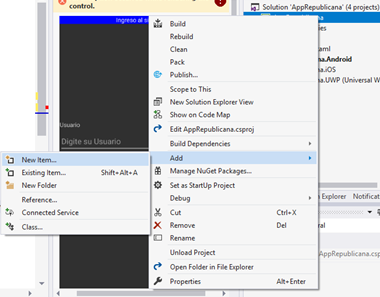 control.
Ingreso al si
Usuario
Digite su Usuario
Build
Rebuild
Clean
Pack
Publish...
Scope to This
New Solution Explorer View
Show on Code Map
Edit AppRepublicana.csproj
Build Dependencies
Add
Manage NuGet Packages...
Set as StartUp Project
Debug
Cut Ctrl+X
Remove Del
Rename
Unload Project
Open Folder in File Explorer
Properties Alt+Enter
New Item...
Existing Item... Shift+Alt+A
New Folder
Reference...
Connected Service
Class...
Solution 'AppRepublicana' (4 projects)
aml
na.Android
na.iOS
na.UWP (Universal W
Explorer Notificat
ral
AppRepublicana.csp